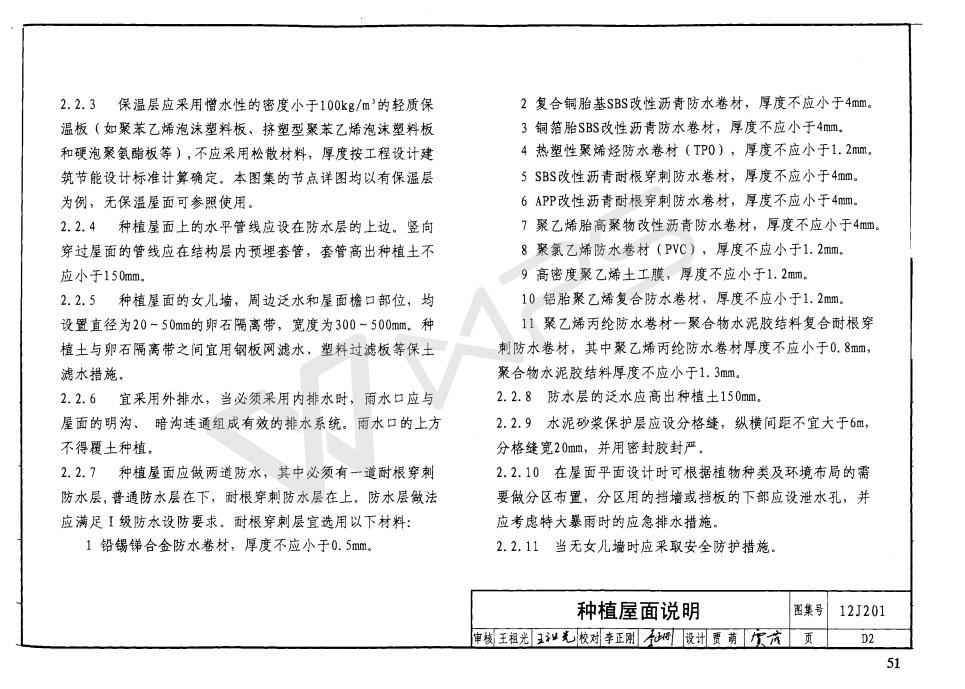 2.2.3 保温层应采用憎水性的密度小于100kg/m³的轻质保
温板（如聚苯乙烯泡沫塑料板、挤塑型聚苯乙烯泡沫塑料板
和硬泡聚氨酯板等）,不应采用松散材料，厚度按工程设计建
筑节能设计标准计算确定。本图集的节点详图均以有保温层
为例，无保温屋面可参照使用。
2.2.4 种植屋面上的水平管线应设在防水层的上边。竖向
穿过屋面的管线应在结构层内预埋套管，套管高出种植土不
应小于150mm。
2.2.5 种植屋面的女儿墙，周边泛水和屋面檐口部位，均
设置直径为20～50mm的卵石隔离带，宽度为300～500mm。种
植土与卵石隔离带之间宜用钢板网滤水、塑料过滤板等保土
滤水措施。
2.2.6 宜采用外排水，当必须采用内排水时，雨水口应与
屋面的明沟、 暗沟连通组成有效的排水系统。雨水口的上方
不得覆土种植。
2.2.7 种植屋面应做两道防水，其中必须有一道耐根穿刺
防水层,普通防水层在下，耐根穿刺防水层在上。防水层做法
应满足Ⅰ级防水设防要求。耐根穿刺层宜选用以下材料：
1 铅锡锑合金防水卷材，厚度不应小于0.5mm。
2 复合铜胎基SBS改性沥青防水卷材，厚度不应小于4mm。
3 铜箔胎SBS改性沥青防水卷材，厚度不应小于4mm。
4 热塑性聚烯烃防水卷材（TPO），厚度不应小于1.2mm。
5 SBS改性沥青耐根穿刺防水卷材，厚度不应小于4mm。
6 APP改性沥青耐根穿刺防水卷材，厚度不应小于4mm。
7 聚乙烯胎高聚物改性沥青防水卷材，厚度不应小于4mm。
8 聚氯乙烯防水卷材（PVC），厚度不应小于1.2mm。
9 高密度聚乙烯土工膜，厚度不应小于1.2mm。
10 铝胎聚乙烯复合防水卷材，厚度不应小于1.2mm。
11 聚乙烯丙纶防水卷材—聚合物水泥胶结料复合耐根穿
刺防水卷材，其中聚乙烯丙纶防水卷材厚度不应小于0.8mm，
聚合物水泥胶结料厚度不应小于1.3mm。
2.2.8 防水层的泛水应高出种植土150mm。
2.2.9 水泥砂浆保护层应设分格缝，纵横间距不宜大于6m，
分格缝宽20mm，并用密封胶封严。
2.2.10 在屋面平面设计时可根据植物种类及环境布局的需
要做分区布置，分区用的挡墙或挡板的下部应设泄水孔，并
应考虑特大暴雨时的应急排水措施。
2.2.11 当无女儿墙时应采取安全防护措施。
种植屋面说明 图集号 12J201
审核 王祖光 王祖光 校对 李正刚 李正刚 设计 贾萌 贾萌 页 D2
51